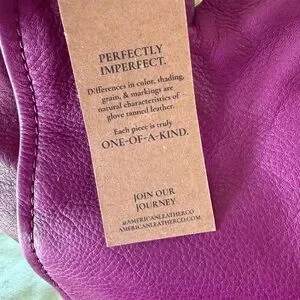 PERFECTLY
IMPERFECT.
Differences in color, shading,
grain, & markings are
natural characteristics of
glove tanned leather.
Each piece is truly
ONE-OF-A-KIND.
JOIN OUR
JOURNEY
@AMERICANLEATHERCO
AMERICANLEATHERCO.COM